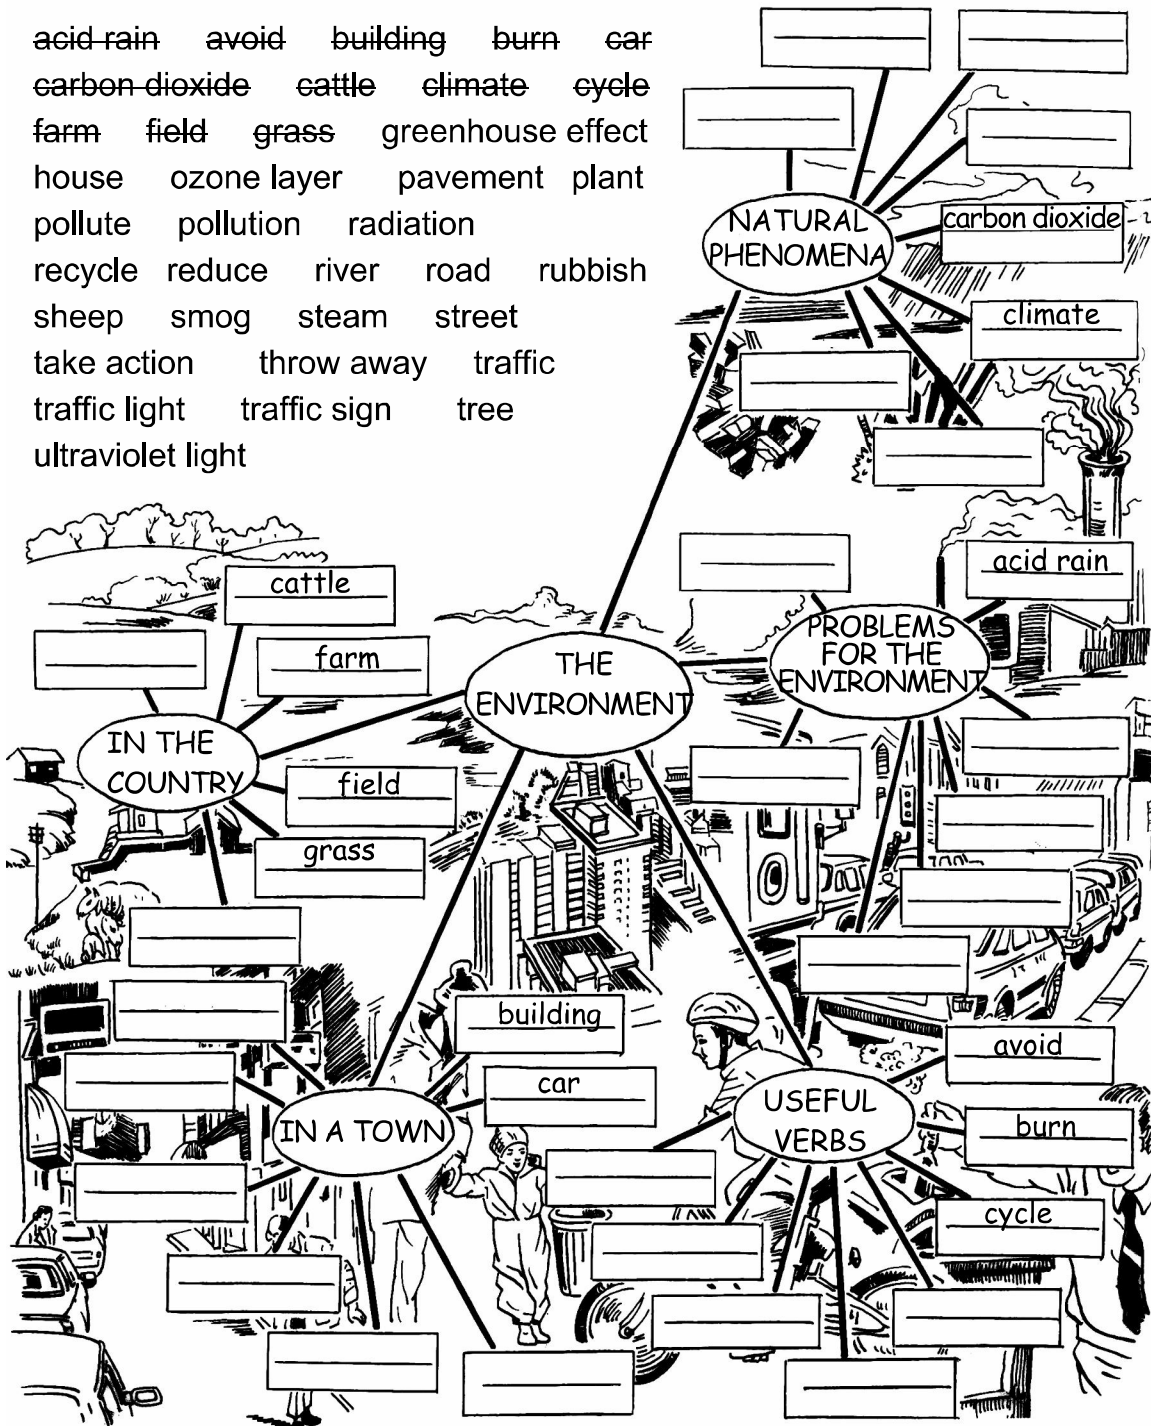 acid rain avoid building burn car
carbon dioxide cattle climate cycle
farm field grass greenhouse effect
house ozone layer pavement plant
pollute pollution radiation
recycle reduce river road rubbish
sheep smog steam street
take action throw away traffic
traffic light traffic sign tree
ultraviolet light
NATURAL
PHENOMENA
carbon dioxide
climate
acid rain
PROBLEMS
FOR THE
ENVIRONMENT
THE
ENVIRONMENT
cattle
farm
IN THE
COUNTRY
field
grass
building
car
IN A TOWN
USEFUL
VERBS
avoid
burn
cycle